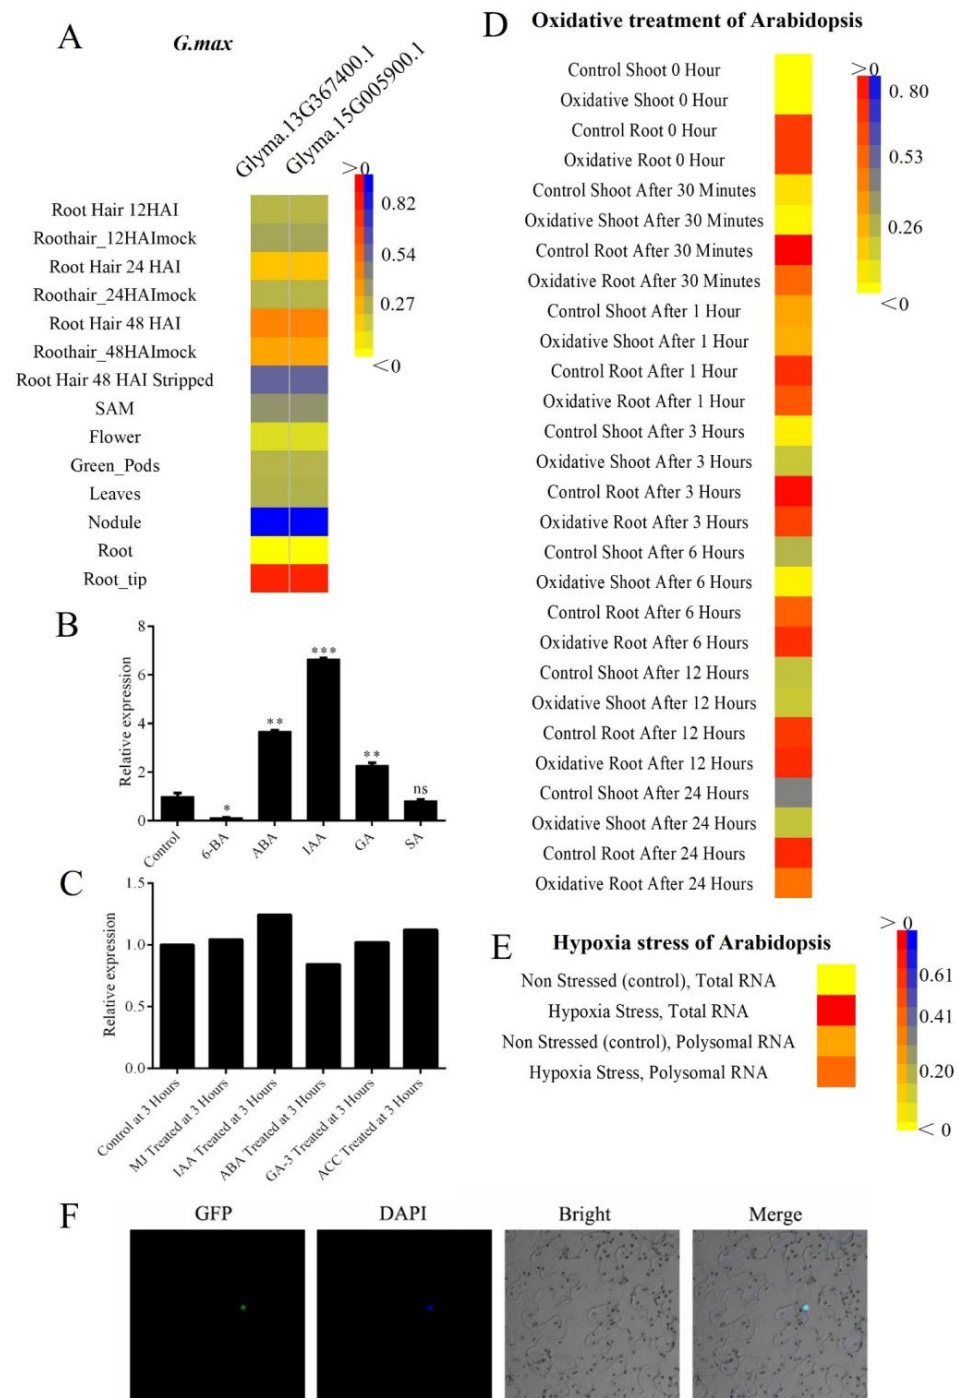 A
G.max
Glyma.13G367400.1
Glyma.15G005900.1
>0
0.82
0.54
0.27
<0
Root Hair 12HAI
Roothair_12HAImock
Root Hair 24 HAI
Roothair_24HAImock
Root Hair 48 HAI
Roothair_48HAImock
Root Hair 48 HAI Stripped
SAM
Flower
Green_Pods
Leaves
Nodule
Root
Root_tip
B
Relative expression
8
6
4
2
0
*
**
***
**
ns
Control
6-BA
ABA
IAA
GA
SA
C
Relative expression
1.5
1.0
0.5
0.0
Control at 3 Hours
MJ Treated at 3 Hours
IAA Treated at 3 Hours
ABA Treated at 3 Hours
GA-3 Treated at 3 Hours
ACC Treated at 3 Hours
D
Oxidative treatment of Arabidopsis
Control Shoot 0 Hour
Oxidative Shoot 0 Hour
Control Root 0 Hour
Oxidative Root 0 Hour
Control Shoot After 30 Minutes
Oxidative Shoot After 30 Minutes
Control Root After 30 Minutes
Oxidative Root After 30 Minutes
Control Shoot After 1 Hour
Oxidative Shoot After 1 Hour
Control Root After 1 Hour
Oxidative Root After 1 Hour
Control Shoot After 3 Hours
Oxidative Shoot After 3 Hours
Control Root After 3 Hours
Oxidative Root After 3 Hours
Control Shoot After 6 Hours
Oxidative Shoot After 6 Hours
Control Root After 6 Hours
Oxidative Root After 6 Hours
Control Shoot After 12 Hours
Oxidative Shoot After 12 Hours
Control Root After 12 Hours
Oxidative Root After 12 Hours
Control Shoot After 24 Hours
Oxidative Shoot After 24 Hours
Control Root After 24 Hours
Oxidative Root After 24 Hours
>0
0. 80
0.53
0.26
<0
E
Hypoxia stress of Arabidopsis
Non Stressed (control), Total RNA
Hypoxia Stress, Total RNA
Non Stressed (control), Polysomal RNA
Hypoxia Stress, Polysomal RNA
> 0
0.61
0.41
0.20
< 0
F
GFP
DAPI
Bright
Merge